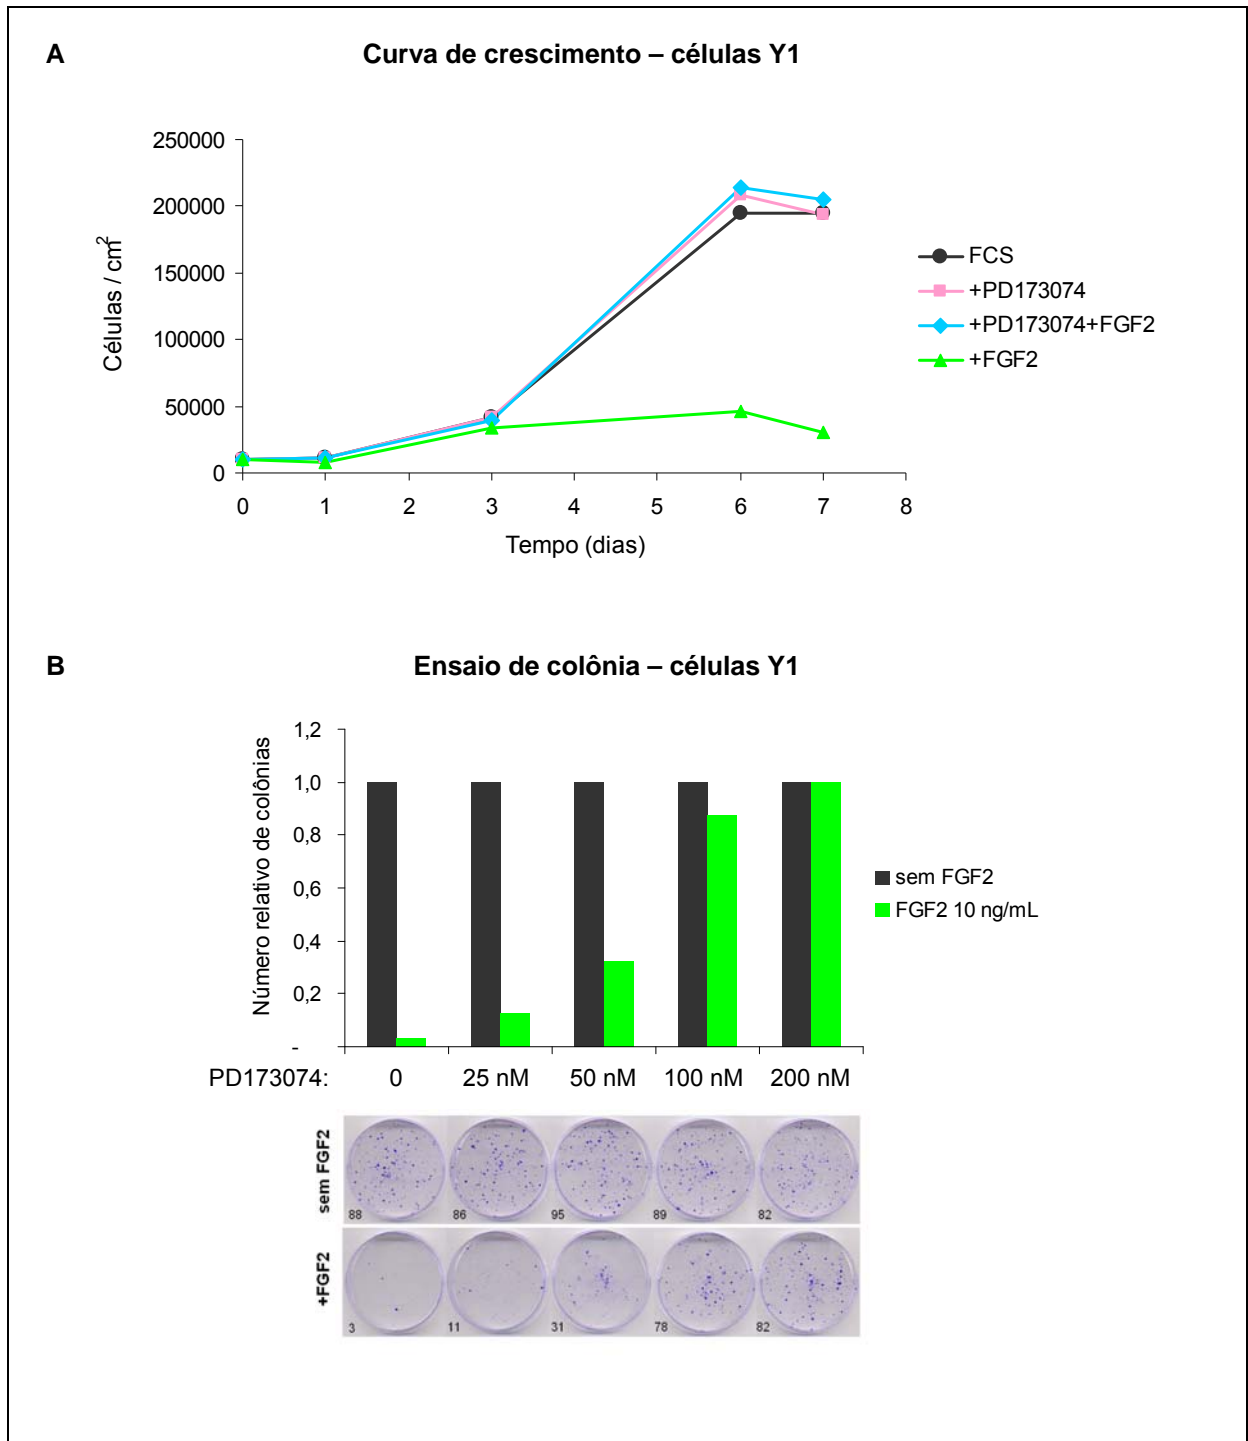 A
Curva de crescimento – células Y1
250000
200000
150000
100000
50000
0
Células / cm²
0 1 2 3 4 5 6 7 8
Tempo (dias)
FCS
+PD173074
+PD173074+FGF2
+FGF2
B
Ensaio de colônia – células Y1
1,2
1,0
0,8
0,6
0,4
0,2
-
Número relativo de colônias
sem FGF2
FGF2 10 ng/mL
PD173074: 0 25 nM 50 nM 100 nM 200 nM
sem FGF2
88 86 95 89 82
+FGF2
3 11 31 78 82